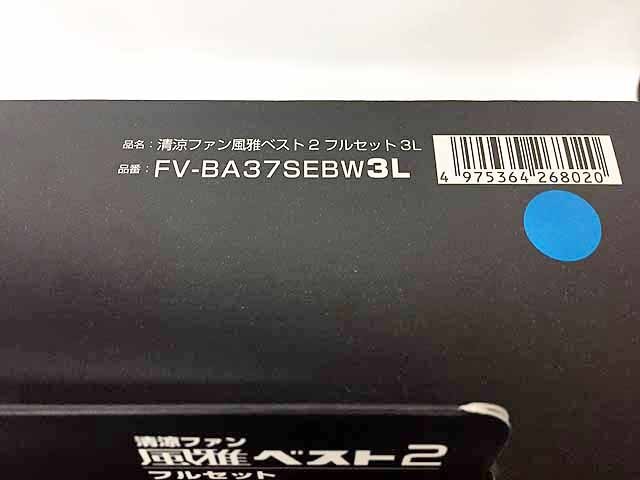 品名：清涼ファン風雅ベスト2 フルセット 3L
品番：FV-BA37SEBW3L
4 975364 268020
清涼ファン
風雅ベスト2
フルセット